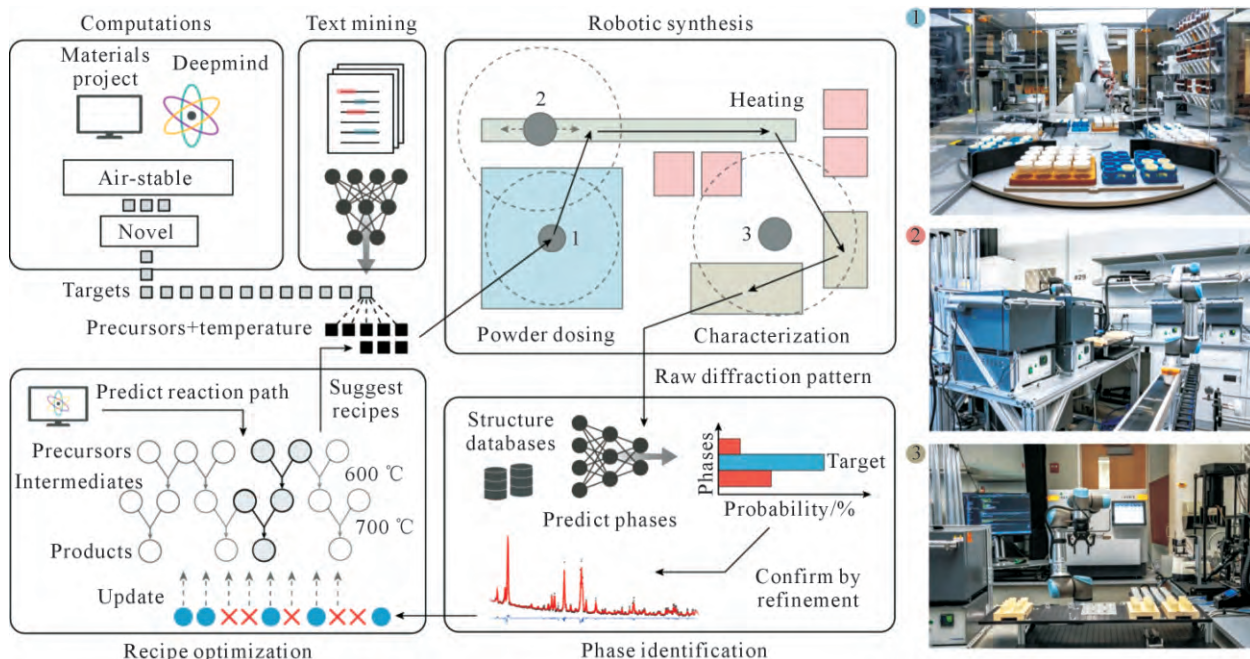 Computations
Materials
project
Deepmind
Air-stable
Novel
Targets
Text mining
Precursors+temperature
Robotic synthesis
2
Heating
1
3
Powder dosing
Characterization
Raw diffraction pattern
Predict reaction path
Suggest
recipes
Precursors
600 ℃
Intermediates
700 ℃
Products
Update
Recipe optimization
Structure
databases
Predict phases
Phases
Target
Probability/%
Confirm by
refinement
Phase identification
1
2
3